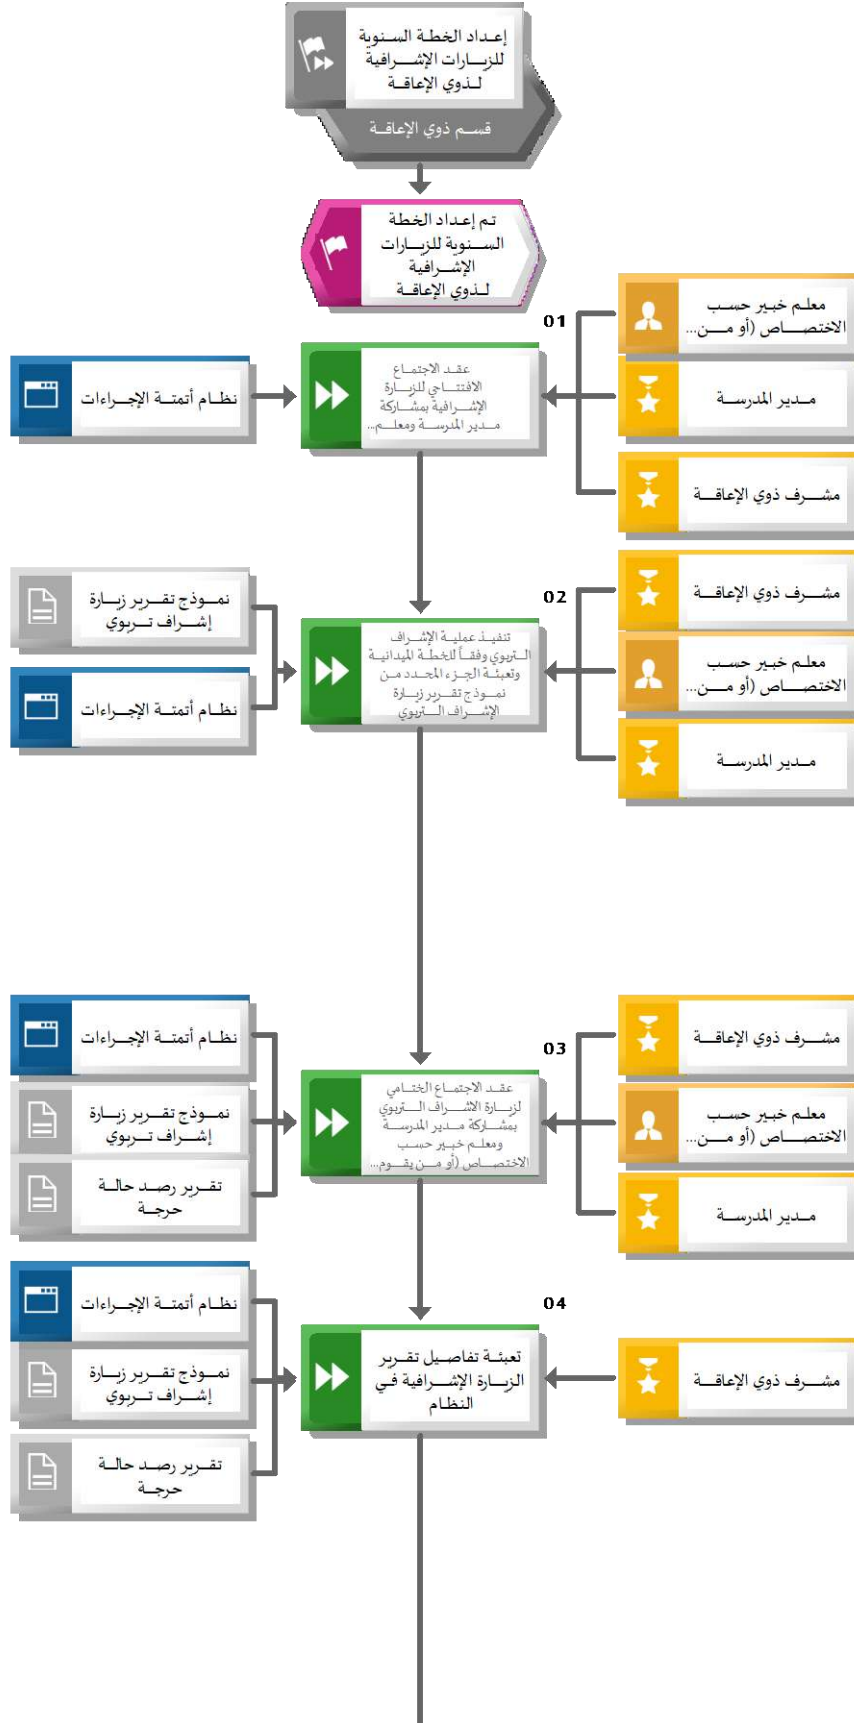 إعداد الخطة السنوية
للزيارات الإشرافية
لذوي الإعاقة
قسم ذوي الإعاقة
تم إعداد الخطة
السنوية للزيارات
الإشرافية
لذوي الإعاقة
01
معلم خبير حسب
الاختصاص (أو من...
مدير المدرسة
مشرف ذوي الإعاقة
عقد الاجتماع
الافتتاحي للزيارة
الإشرافية بمشاركة
مدير المدرسة ومعلم...
نظام أتمتة الإجراءات
02
مشرف ذوي الإعاقة
معلم خبير حسب
الاختصاص (أو من...
مدير المدرسة
تنفيذ عملية الإشراف
التربوي وفقاً للخطة الميدانية
وتعبئة الجزء المحدد من
نموذج تقرير زيارة
الإشراف التربوي
نموذج تقرير زيارة
إشراف تربوي
نظام أتمتة الإجراءات
03
مشرف ذوي الإعاقة
معلم خبير حسب
الاختصاص (أو من...
مدير المدرسة
عقد الاجتماع الختامي
لزيارة الاشراف التربوي
بمشاركة مدير المدرسة
ومعلم خبير حسب
الاختصاص (أو من يقوم...
نظام أتمتة الإجراءات
نموذج تقرير زيارة
إشراف تربوي
تقرير رصد حالة
حرجة
04
مشرف ذوي الإعاقة
تعبئة تفاصيل تقرير
الزيارة الإشرافية في
النظام
نظام أتمتة الإجراءات
نموذج تقرير زيارة
إشراف تربوي
تقرير رصد حالة
حرجة